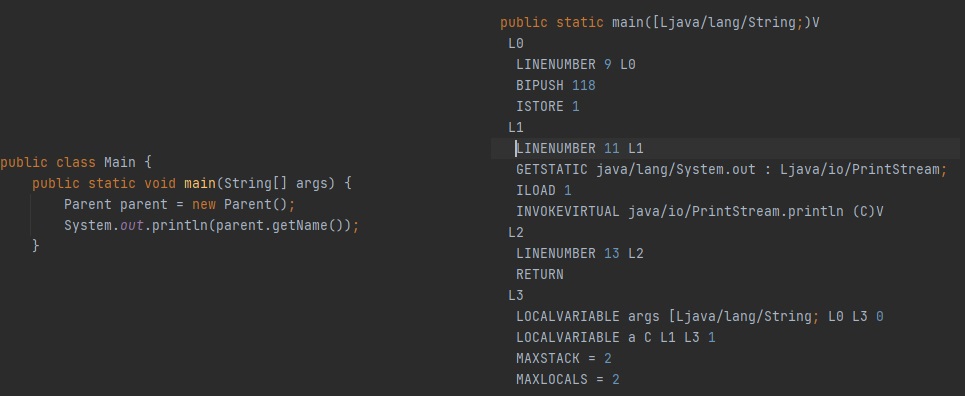 public class Main {
public static void main(String[] args) {
Parent parent = new Parent();
System.out.println(parent.getName());
}
public static main([Ljava/lang/String;)V
L0
LINENUMBER 9 L0
BIPUSH 118
ISTORE 1
L1
LINENUMBER 11 L1
GETSTATIC java/lang/System.out : Ljava/io/PrintStream;
ILOAD 1
INVOKEVIRTUAL java/io/PrintStream.println (C)V
L2
LINENUMBER 13 L2
RETURN
L3
LOCALVARIABLE args [Ljava/lang/String; L0 L3 0
LOCALVARIABLE a C L1 L3 1
MAXSTACK = 2
MAXLOCALS = 2